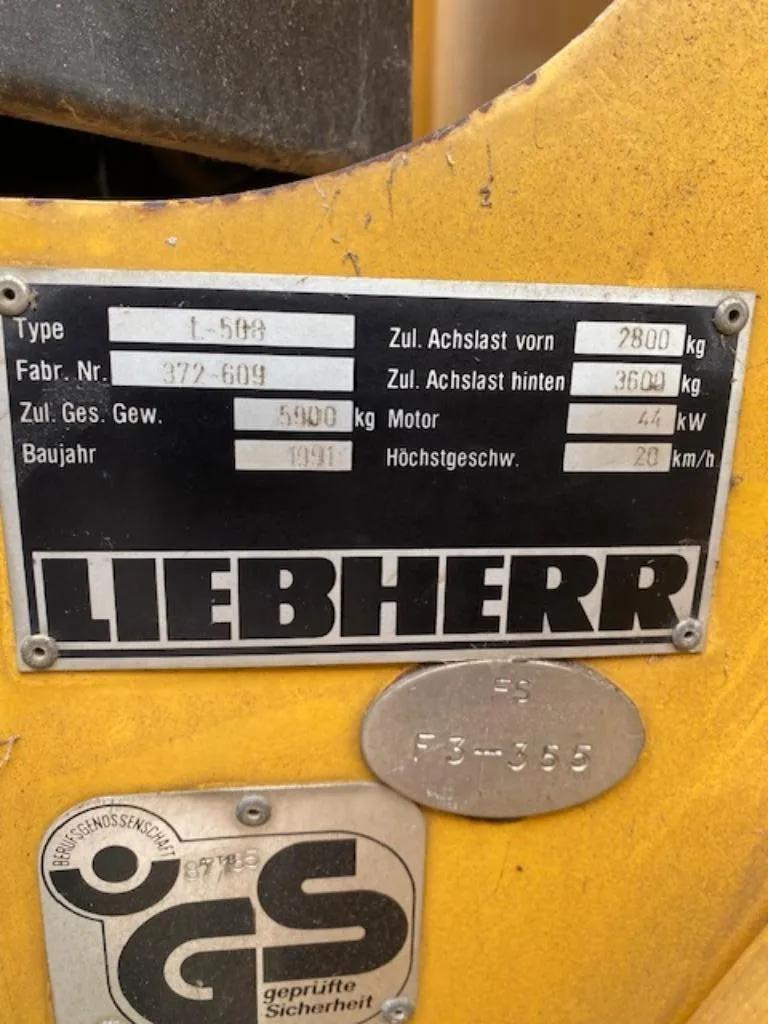 Type L-508
Fabr. Nr. 372-609
Zul. Ges. Gew. 5900 kg
Baujahr 1991
Zul. Achslast vorn 2800 kg
Zul. Achslast hinten 3600 kg
Motor 44 kW
Höchstgeschw. 20 km/h
LIEBHERR
FS
F3-355
BERUFSGENOSSENSCHAFT
GS
geprüfte
Sicherheit